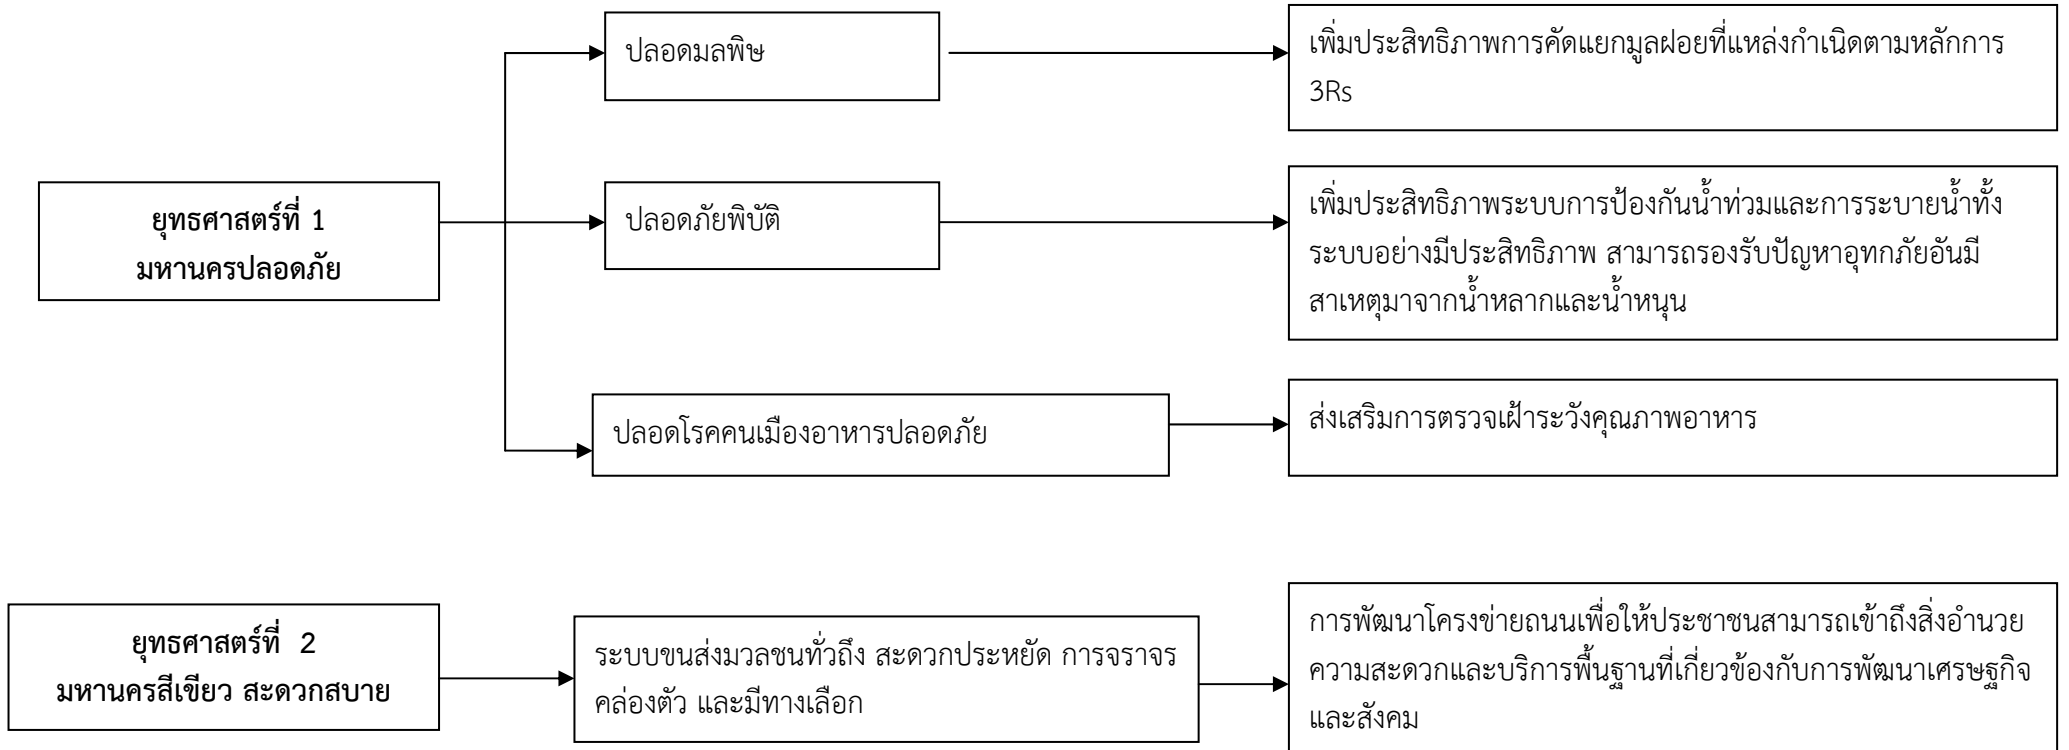 ปลอดมลพิษ
เพิ่มประสิทธิภาพการคัดแยกมูลฝอยที่แหล่งกำเนิดตามหลักการ
3Rs
ยุทธศาสตร์ที่ 1
มหานครปลอดภัย
ปลอดภัยพิบัติ
เพิ่มประสิทธิภาพระบบการป้องกันน้ำท่วมและการระบายน้ำทั้ง
ระบบอย่างมีประสิทธิภาพ สามารถรองรับปัญหาอุทกภัยอันมี
สาเหตุมาจากน้ำหลากและน้ำหนุน
ปลอดโรคคนเมืองอาหารปลอดภัย
ส่งเสริมการตรวจเฝ้าระวังคุณภาพอาหาร
ยุทธศาสตร์ที่ 2
มหานครสีเขียว สะดวกสบาย
ระบบขนส่งมวลชนทั่วถึง สะดวกประหยัด การจราจร
คล่องตัว และมีทางเลือก
การพัฒนาโครงข่ายถนนเพื่อให้ประชาชนสามารถเข้าถึงสิ่งอำนวย
ความสะดวกและบริการพื้นฐานที่เกี่ยวข้องกับการพัฒนาเศรษฐกิจ
และสังคม